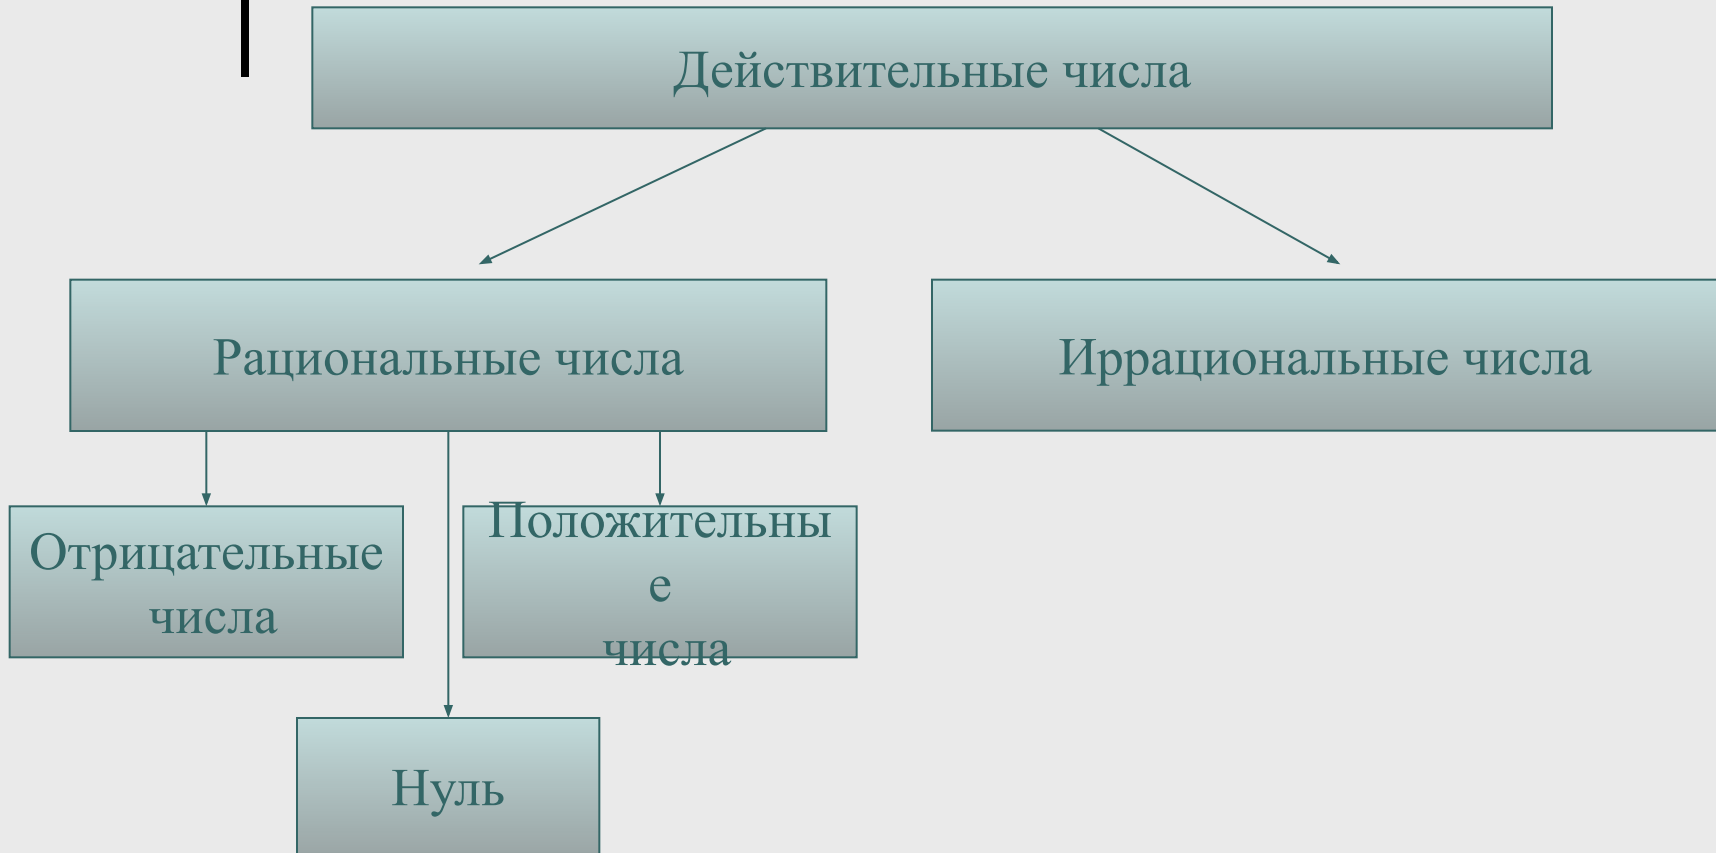 Действительные числа
Рациональные числа
Иррациональные числа
Отрицательные
числа
Положительны
е
числа
Нуль